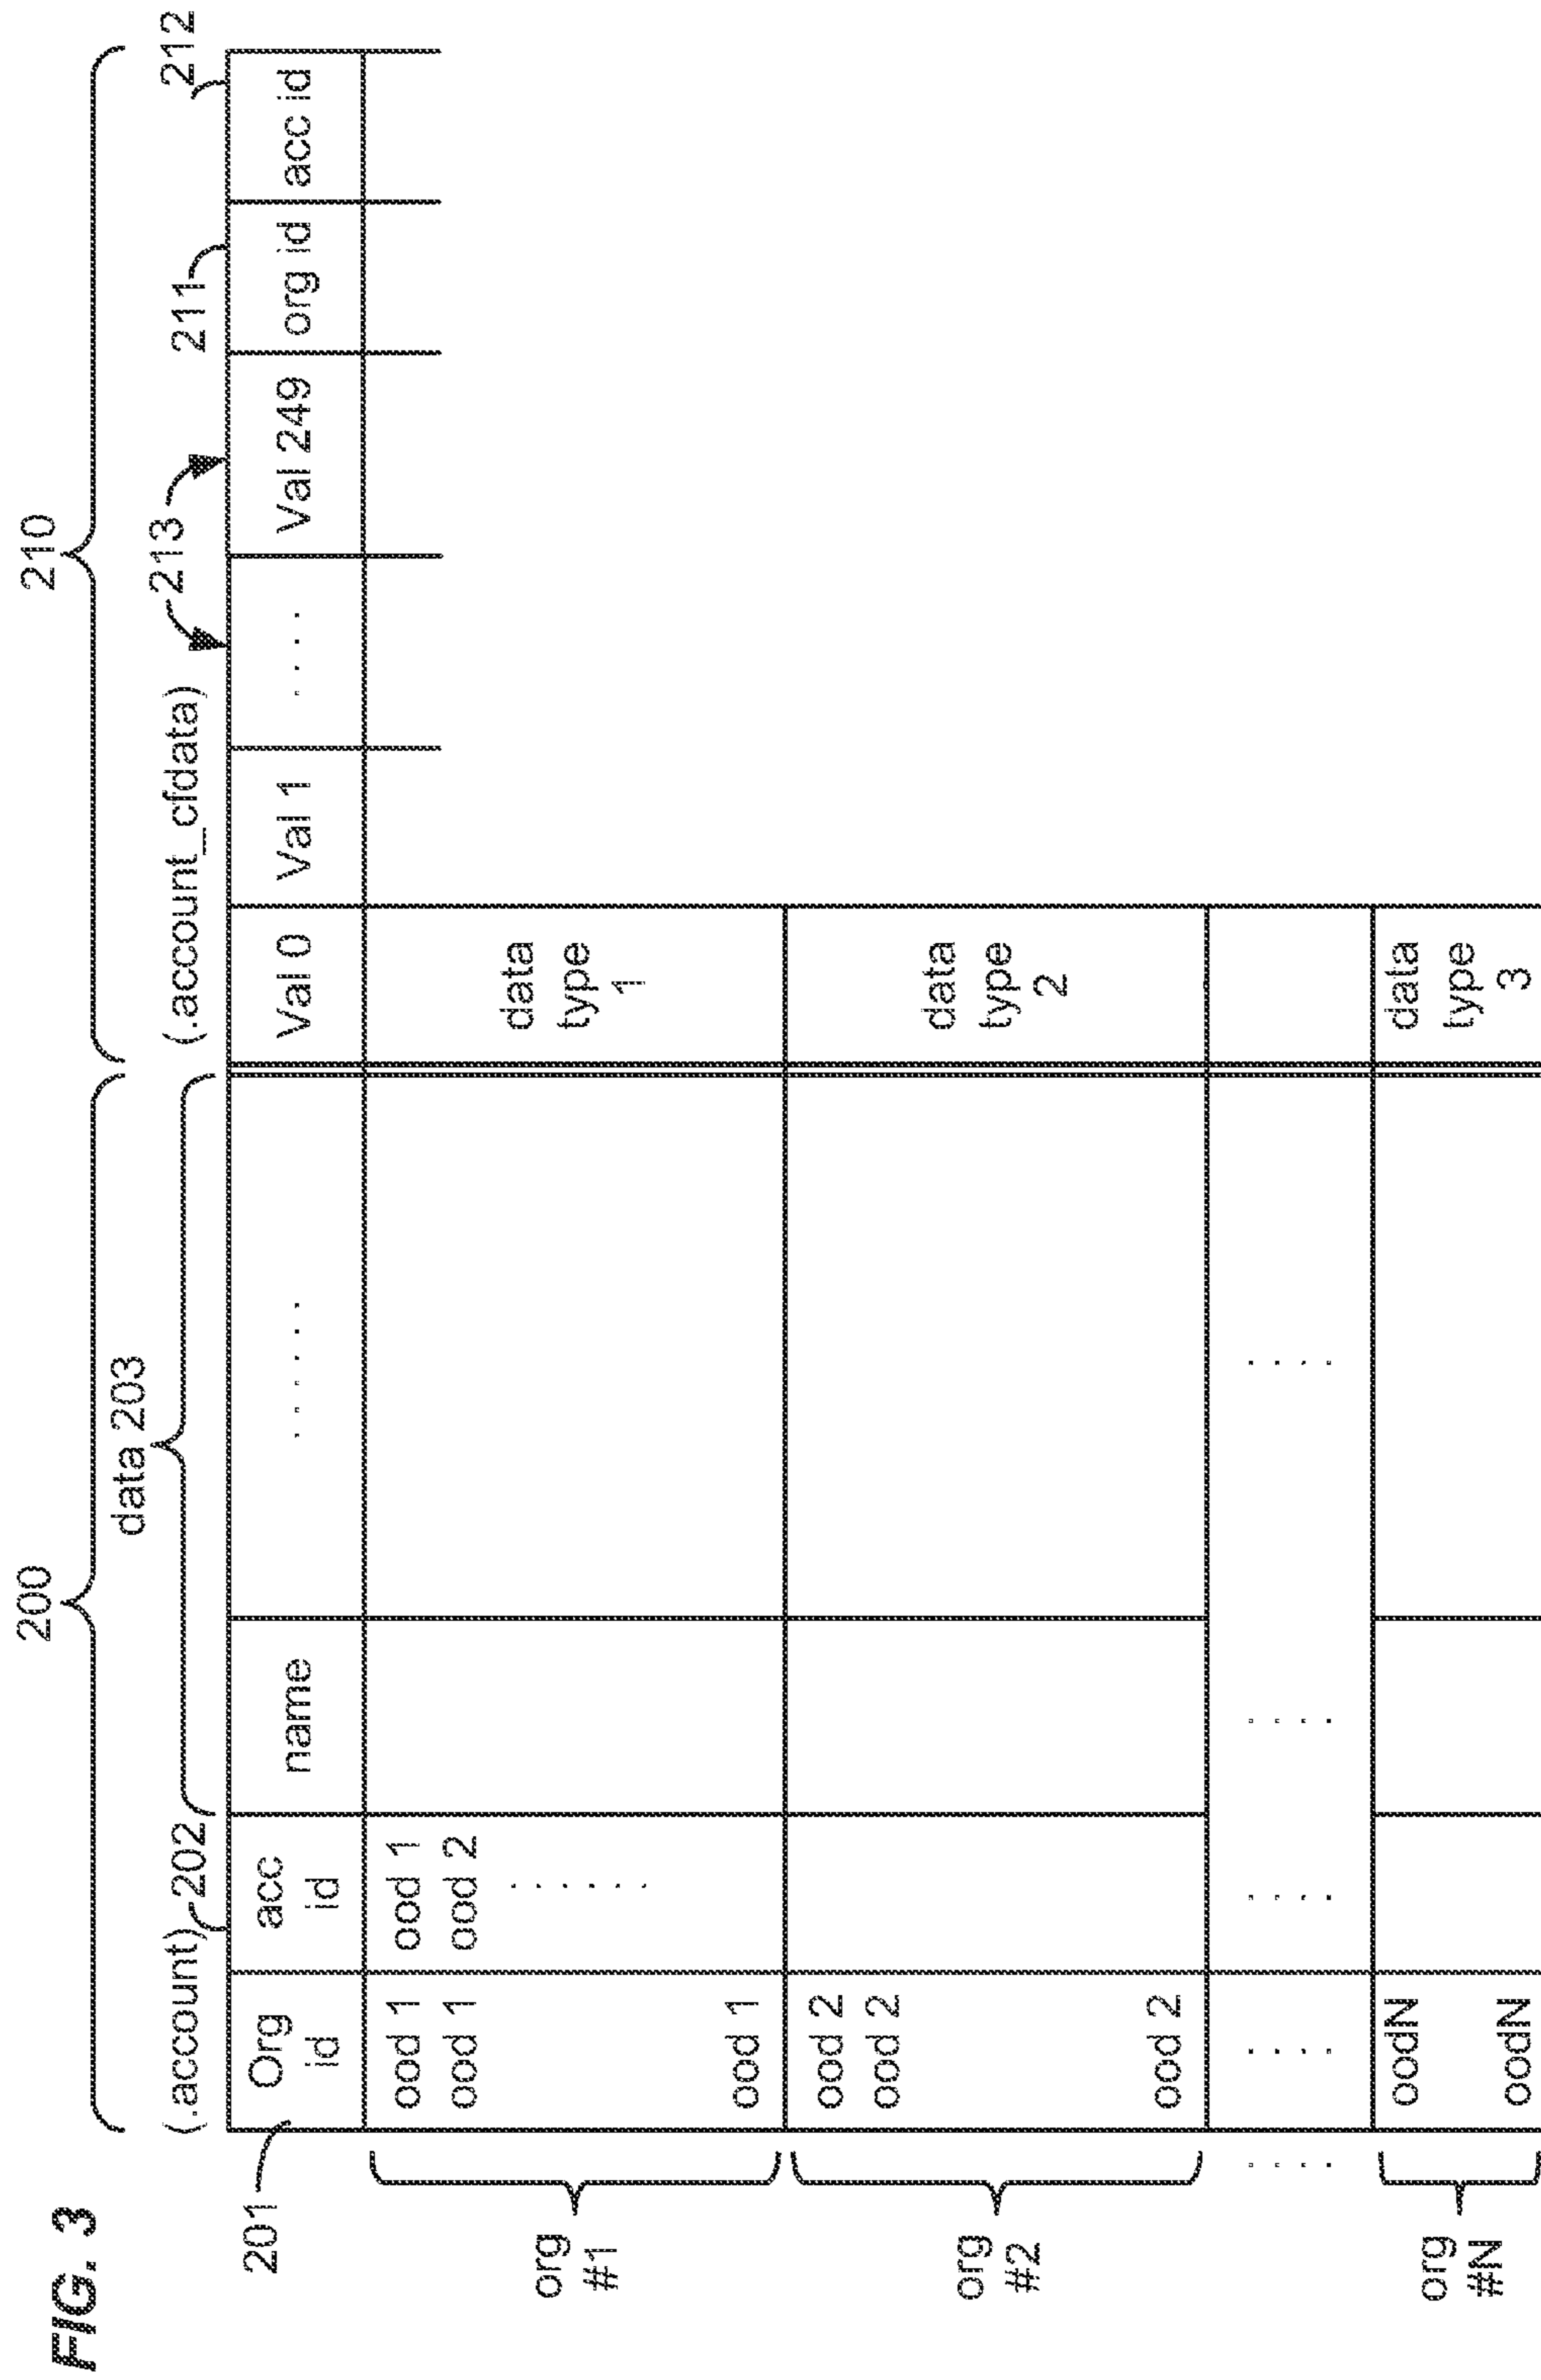 FIG. 3
200
210
data 203
(.account)
202
(.account_cfdata)
213
211
212
201
Org id
acc id
name
. . . . . .
Val 0
Val 1
. . . .
Val 249
org id
acc id
org #1
ood 1
ood 1
ood 1
ood 1
ood 2
. . . . . .
data type 1
org #2
ood 2
ood 2
ood 2
data type 2
. . . .
. . . .
. . . .
. . . .
. . . .
org #N
oodN
oodN
data type 3